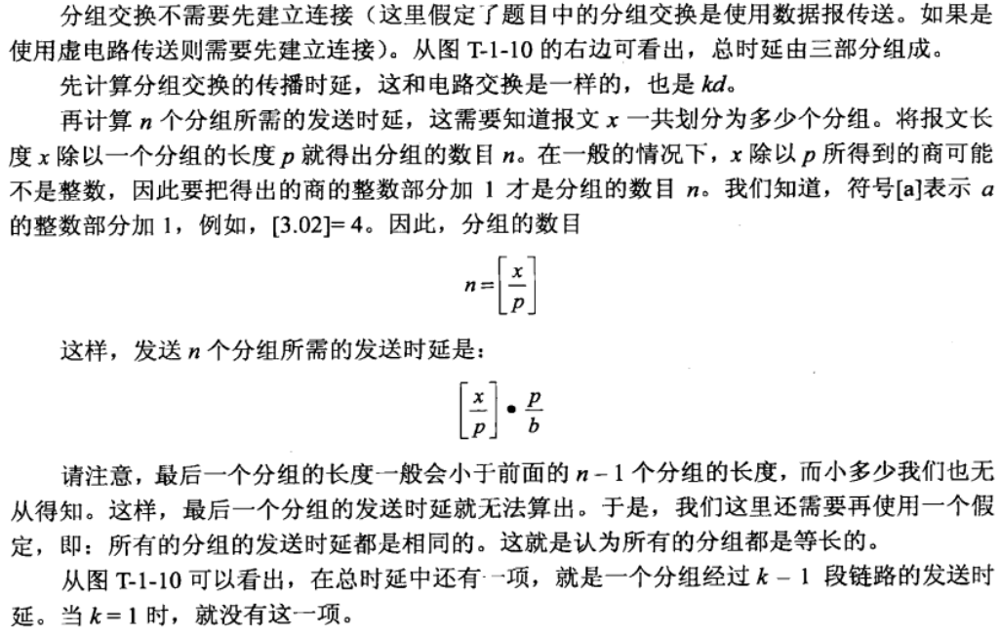 分组交换不需要先建立连接（这里假定了题目中的分组交换是使用数据报传送。如果是
使用虚电路传送则需要先建立连接）。从图 T-1-10 的右边可看出，总时延由三部分组成。
先计算分组交换的传播时延，这和电路交换是一样的，也是 kd。
再计算 n 个分组所需的发送时延，这需要知道报文 x 一共划分为多少个分组。将报文长
度 x 除以一个分组的长度 p 就得出分组的数目 n。在一般的情况下，x 除以 p 所得到的商可能
不是整数，因此要把得出的商的整数部分加 1 才是分组的数目 n。我们知道，符号[a]表示 a
的整数部分加 1，例如，[3.02]= 4。因此，分组的数目
n=[x/p]
这样，发送 n 个分组所需的发送时延是：
[x/p]•p/b
请注意，最后一个分组的长度一般会小于前面的 n – 1 个分组的长度，而小多少我们也无
从得知。这样，最后一个分组的发送时延就无法算出。于是，我们这里还需要再使用一个假
定，即：所有的分组的发送时延都是相同的。这就是认为所有的分组都是等长的。
从图 T-1-10 可以看出，在总时延中还有一项，就是一个分组经过 k – 1 段链路的发送时
延。当 k = 1 时，就没有这一项。